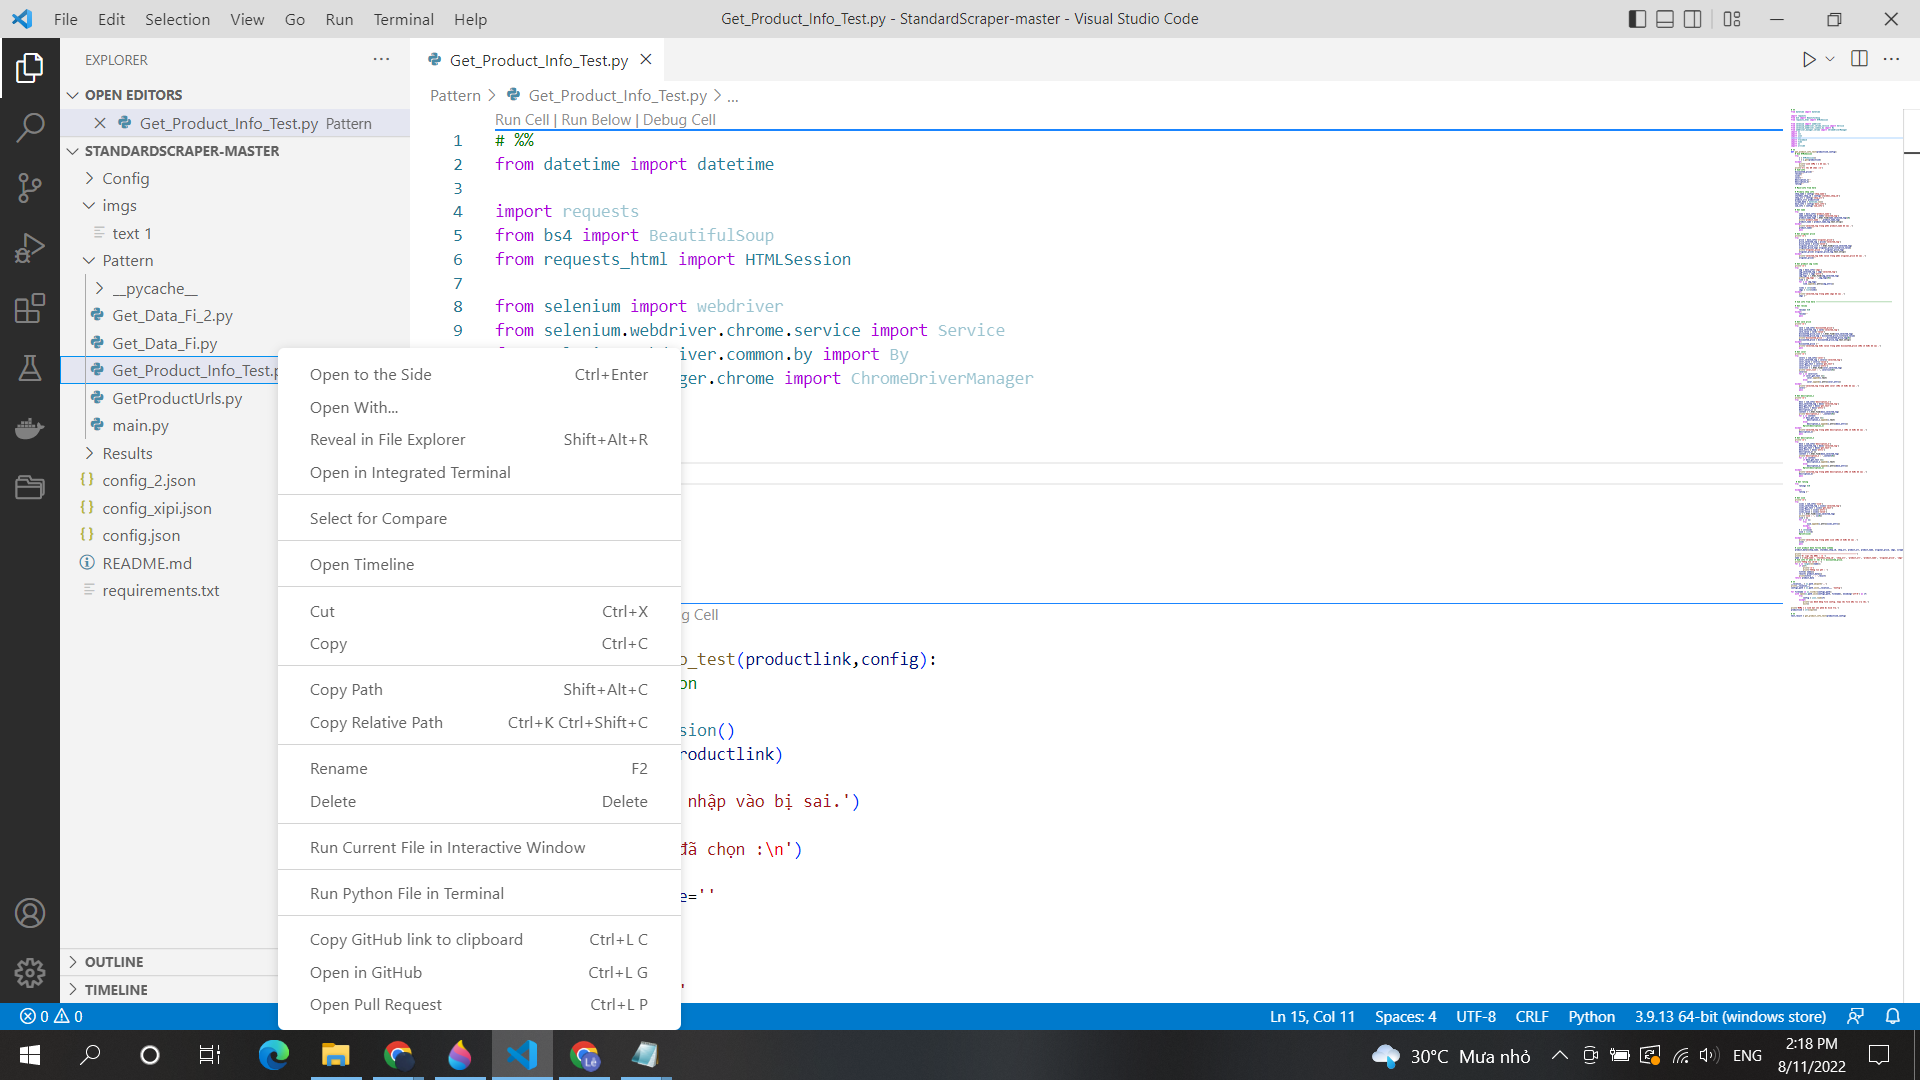 File Edit Selection View Go Run Terminal Help
Get_Product_Info_Test.py - StandardScraper-master - Visual Studio Code
EXPLORER
OPEN EDITORS
Get_Product_Info_Test.py Pattern
STANDARDSCRAPER-MASTER
Config
imgs
text 1
Pattern
__pycache__
Get_Data_Fi_2.py
Get_Data_Fi.py
Get_Product_Info_Test.p
GetProductUrls.py
main.py
Results
config_2.json
config_xipi.json
config.json
README.md
requirements.txt
OUTLINE
TIMELINE
Get_Product_Info_Test.py
Pattern > Get_Product_Info_Test.py > ...
Run Cell | Run Below | Debug Cell
1 # %%
2 from datetime import datetime
3
4 import requests
5 from bs4 import BeautifulSoup
6 from requests_html import HTMLSession
7
8 from selenium import webdriver
9 from selenium.webdriver.chrome.service import Service
iver.common.by import By
ger.chrome import ChromeDriverManager
g Cell
o_test(productlink,config):
on
sion()
roductlink)
nhập vào bị sai.')
đã chọn :\n')
e=''
'
Open to the Side Ctrl+Enter
Open With...
Reveal in File Explorer Shift+Alt+R
Open in Integrated Terminal
Select for Compare
Open Timeline
Cut Ctrl+X
Copy Ctrl+C
Copy Path Shift+Alt+C
Copy Relative Path Ctrl+K Ctrl+Shift+C
Rename F2
Delete Delete
Run Current File in Interactive Window
Run Python File in Terminal
Copy GitHub link to clipboard Ctrl+L C
Open in GitHub Ctrl+L G
Open Pull Request Ctrl+L P
0 0
Ln 15, Col 11 Spaces: 4 UTF-8 CRLF Python 3.9.13 64-bit (windows store)
Lê
30°C Mưa nhỏ
ENG
2:18 PM
8/11/2022